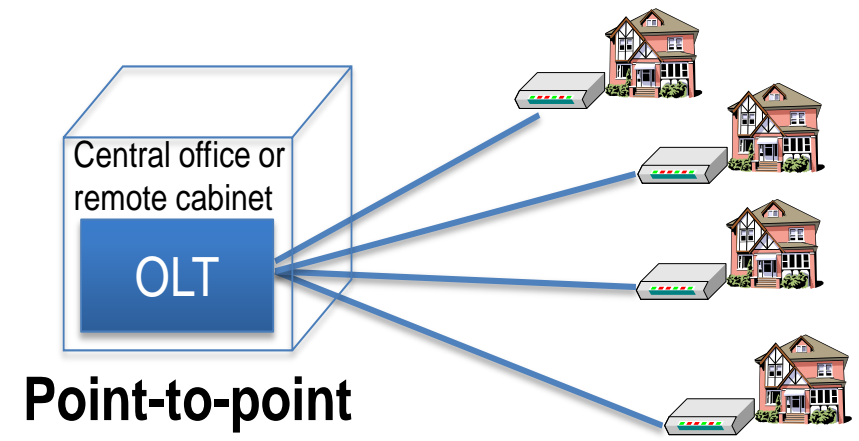 Central office or
remote cabinet
OLT
Point-to-point